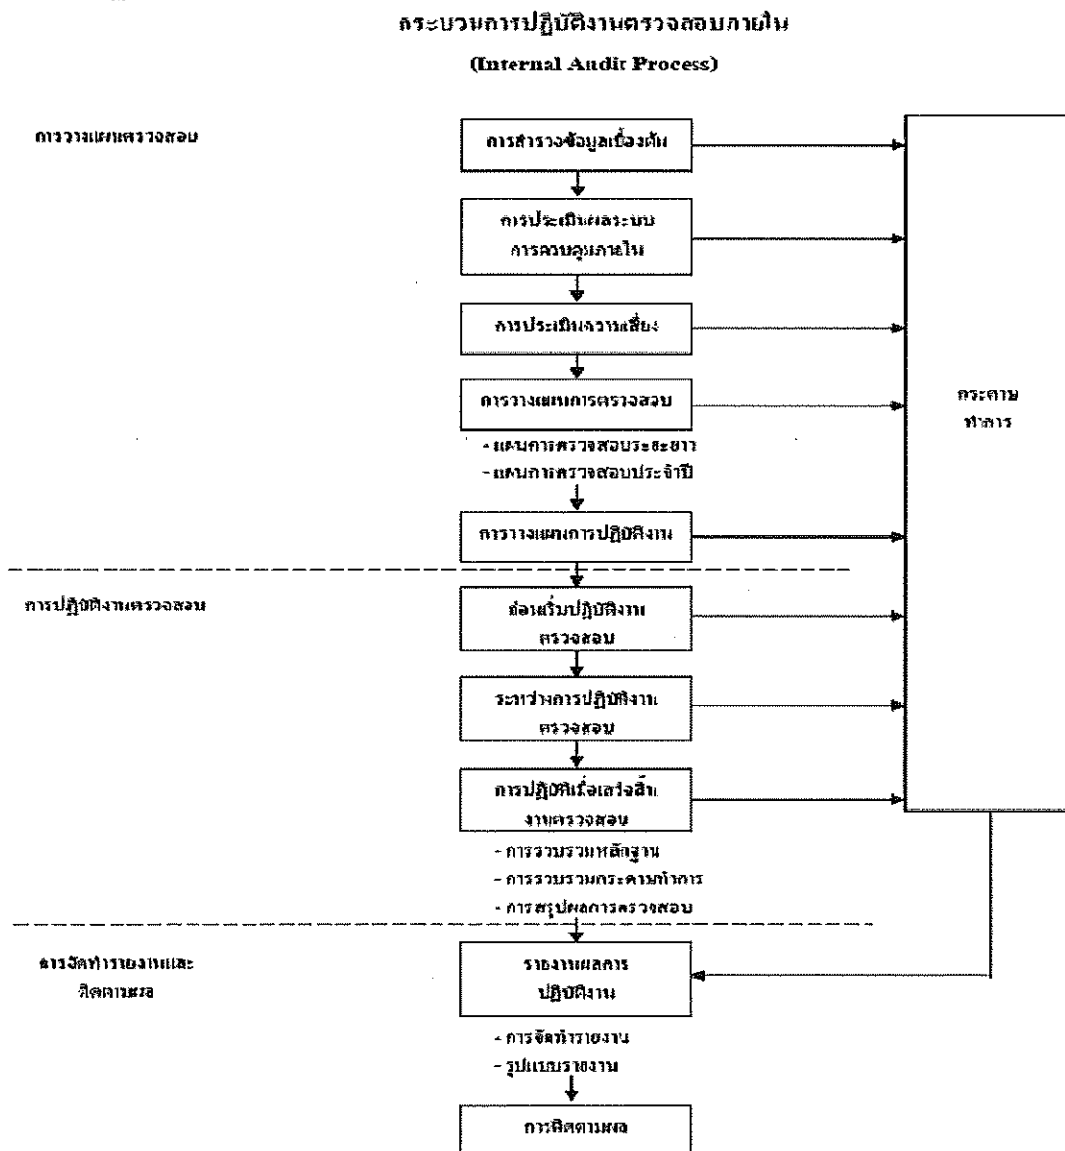 กระบวนการปฏิบัติงานตรวจสอบภายใน
(Internal Audit Process)
การวางแผนตรวจสอบ
การสำรวจข้อมูลเบื้องต้น
การประเมินผลระบบ
การควบคุมภายใน
การประเมินความเสี่ยง
การวางแผนการตรวจสอบ
- แผนการตรวจสอบระยะยาว
- แผนการตรวจสอบประจำปี
การวางแผนการปฏิบัติงาน
กระดาษ
ทำการ
การปฏิบัติงานตรวจสอบ
ก่อนเริ่มปฏิบัติงาน
ตรวจสอบ
ระหว่างการปฏิบัติงาน
ตรวจสอบ
การปฏิบัติเมื่อเสร็จสิ้น
งานตรวจสอบ
- การรวบรวมหลักฐาน
- การรวบรวมกระดาษทำการ
- การสรุปผลการตรวจสอบ
การจัดทำรายงานและ
ติดตามผล
รายงานผลการ
ปฏิบัติงาน
- การจัดทำรายงาน
- รูปแบบรายงาน
การติดตามผล